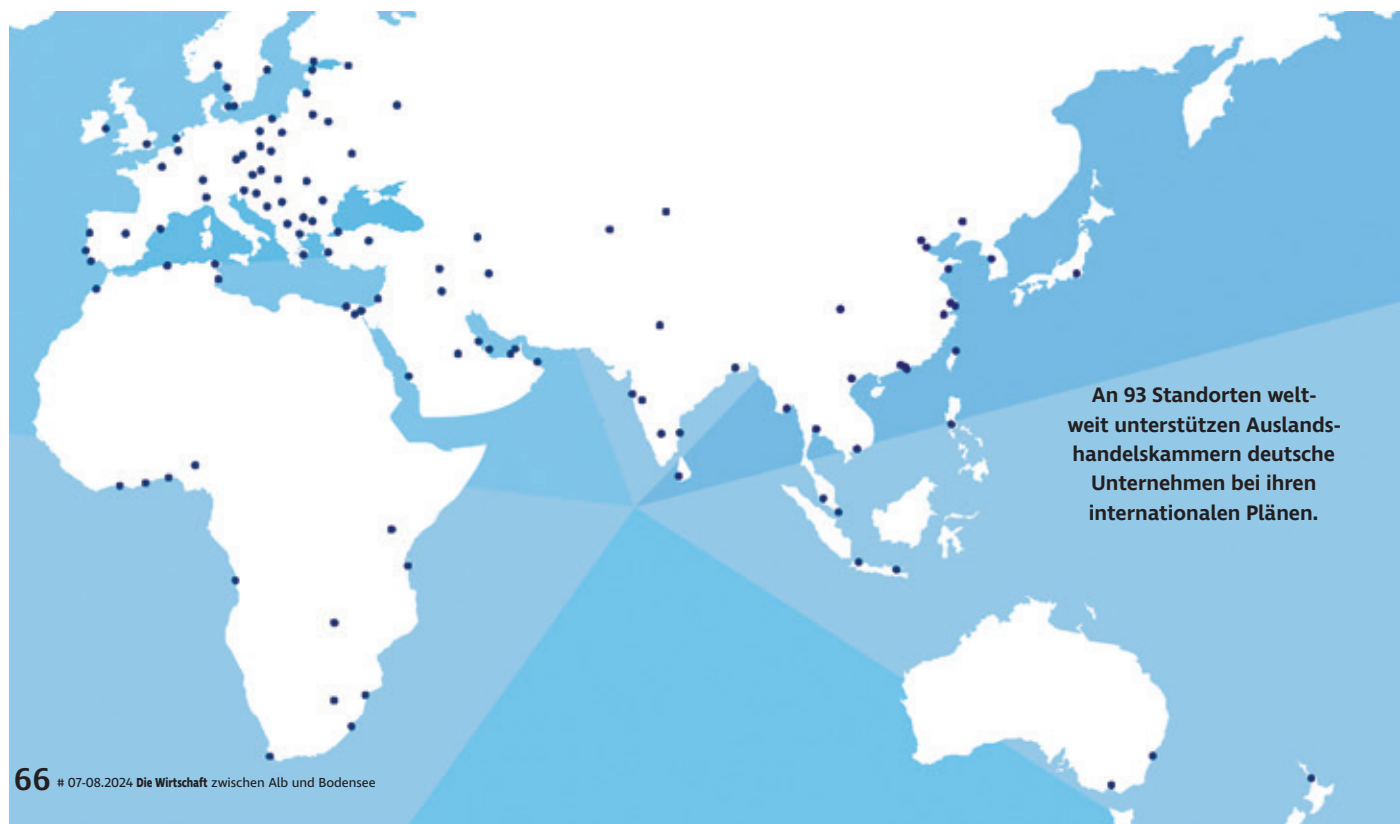 An 93 Standorten welt-
weit unterstützen Auslands-
handelskammern deutsche
Unternehmen bei ihren
internationalen Plänen.
66 # 07-08.2024 Die Wirtschaft zwischen Alb und Bodensee